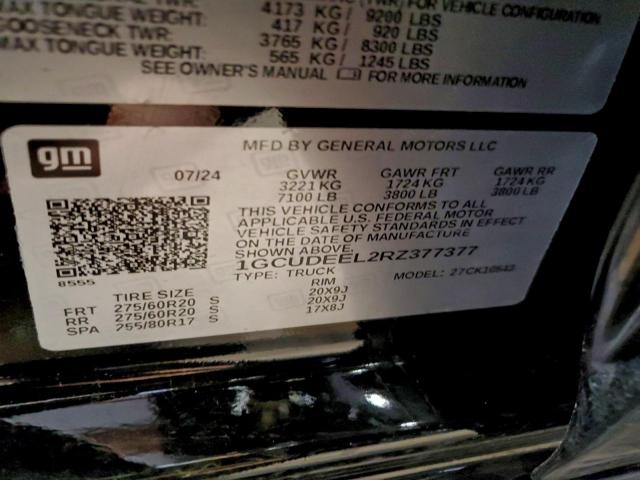 (TWR) FOR VEHICLE CONFIGURATION
MAX TONGUE WEIGHT: 4173 KG/ 9200 LBS
GOOSENECK TWR: 417 KG/ 920 LBS
MAX TONGUE WEIGHT: 3765 KG/ 8300 LBS
565 KG/ 1245 LBS
SEE OWNER'S MANUAL FOR MORE INFORMATION
gm
MFD BY GENERAL MOTORS LLC
07/24 GVWR GAWR FRT GAWR RR
3221 KG 1724 KG 1724 KG
7100 LB 3800 LB 3800 LB
THIS VEHICLE CONFORMS TO ALL
APPLICABLE U.S. FEDERAL MOTOR
VEHICLE SAFETY STANDARDS IN EFFECT
ON THE DATE OF MANUFACTURE
SHOWN ABOVE.
1GCUDEEL2RZ377377
8555
TYPE: TRUCK MODEL: 27CK10543
TIRE SIZE RIM
FRT 275/60R20 S 20X9J
RR 275/60R20 S 20X9J
SPA 255/80R17 S 17X8J